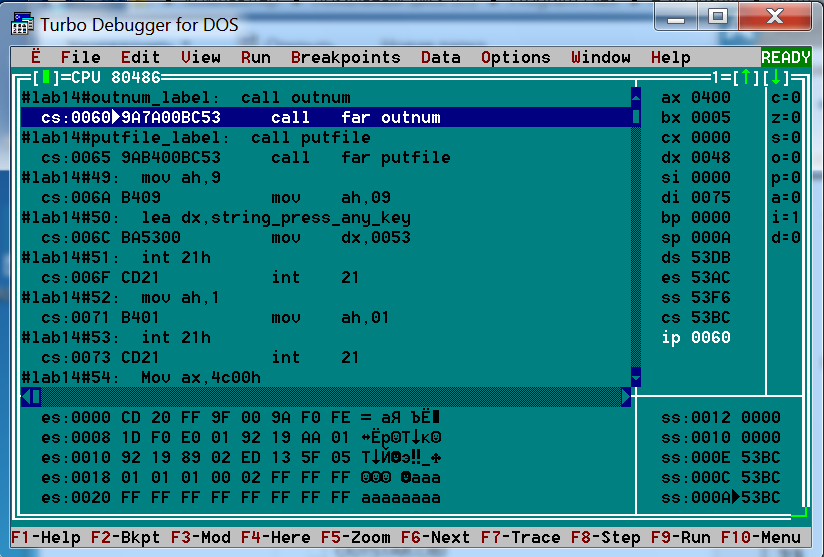 Turbo Debugger for DOS
Ё File Edit View Run Breakpoints Data Options Window Help READY
[▮]=CPU 80486 1=[↑][↓]
#lab14#outnum_label: call outnum
cs:0060▶9A7A00BC53 call far outnum
#lab14#putfile_label: call putfile
cs:0065 9AB400BC53 call far putfile
#lab14#49: mov ah,9
cs:006A B409 mov ah,09
#lab14#50: lea dx,string_press_any_key
cs:006C BA5300 mov dx,0053
#lab14#51: int 21h
cs:006F CD21 int 21
#lab14#52: mov ah,1
cs:0071 B401 mov ah,01
#lab14#53: int 21h
cs:0073 CD21 int 21
#lab14#54: Mov ax,4c00h
ax 0400 c=0
bx 0005 z=0
cx 0000 s=0
dx 0048 o=0
si 0000 p=0
di 0075 a=0
bp 0000 i=1
sp 000A d=0
ds 53DB
es 53AC
ss 53F6
cs 53BC
ip 0060
es:0000 CD 20 FF 9F 00 9A F0 FE = аЯ ЪЁ▮
es:0008 1D F0 E0 01 92 19 AA 01 ↔Ёр☺Т↓к☺
es:0010 92 19 89 02 ED 13 5F 05 Т↓Й☻э‼_♣
es:0018 01 01 01 00 02 FF FF FF ☺☺☺ ☻aaa
es:0020 FF FF FF FF FF FF FF FF aaaaaaaa
ss:0012 0000
ss:0010 0000
ss:000E 53BC
ss:000C 53BC
ss:000A▶53BC
F1-Help F2-Bkpt F3-Mod F4-Here F5-Zoom F6-Next F7-Trace F8-Step F9-Run F10-Menu